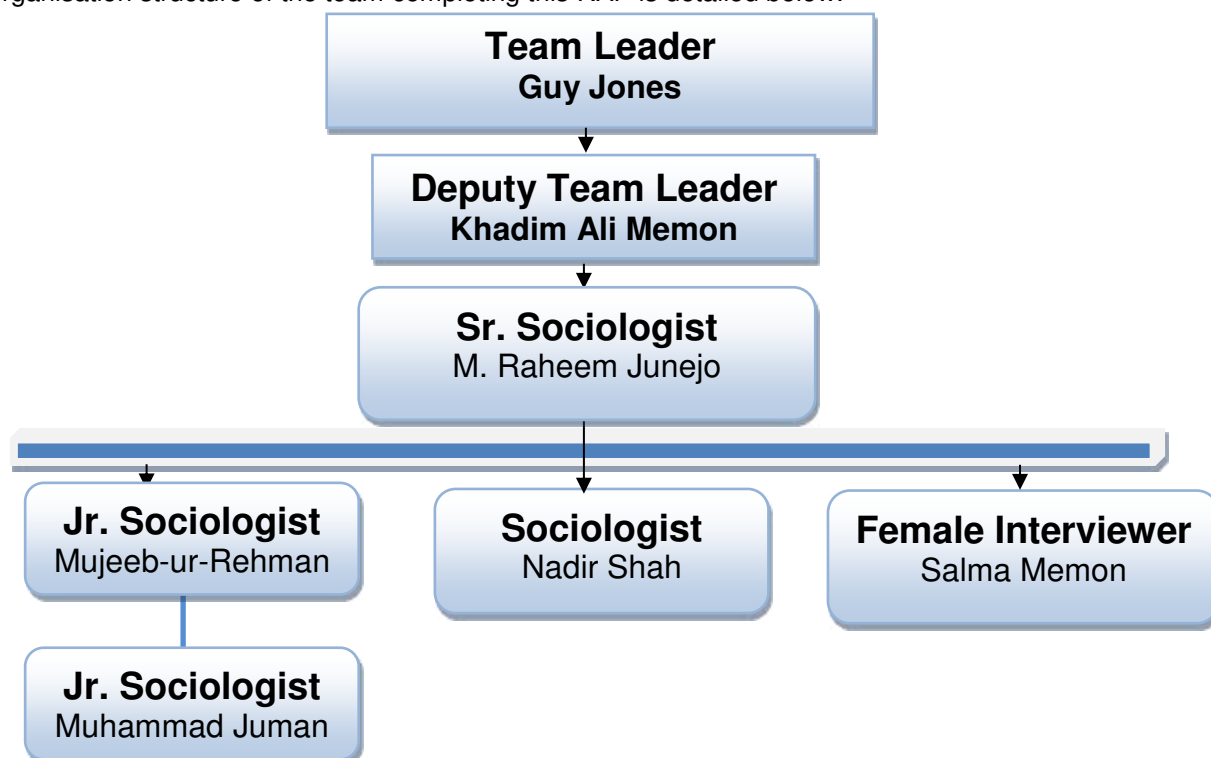 Team Leader
Guy Jones
Deputy Team Leader
Khadim Ali Memon
Sr. Sociologist
M. Raheem Junejo
Jr. Sociologist
Mujeeb-ur-Rehman
Sociologist
Nadir Shah
Female Interviewer
Salma Memon
Jr. Sociologist
Muhammad Juman